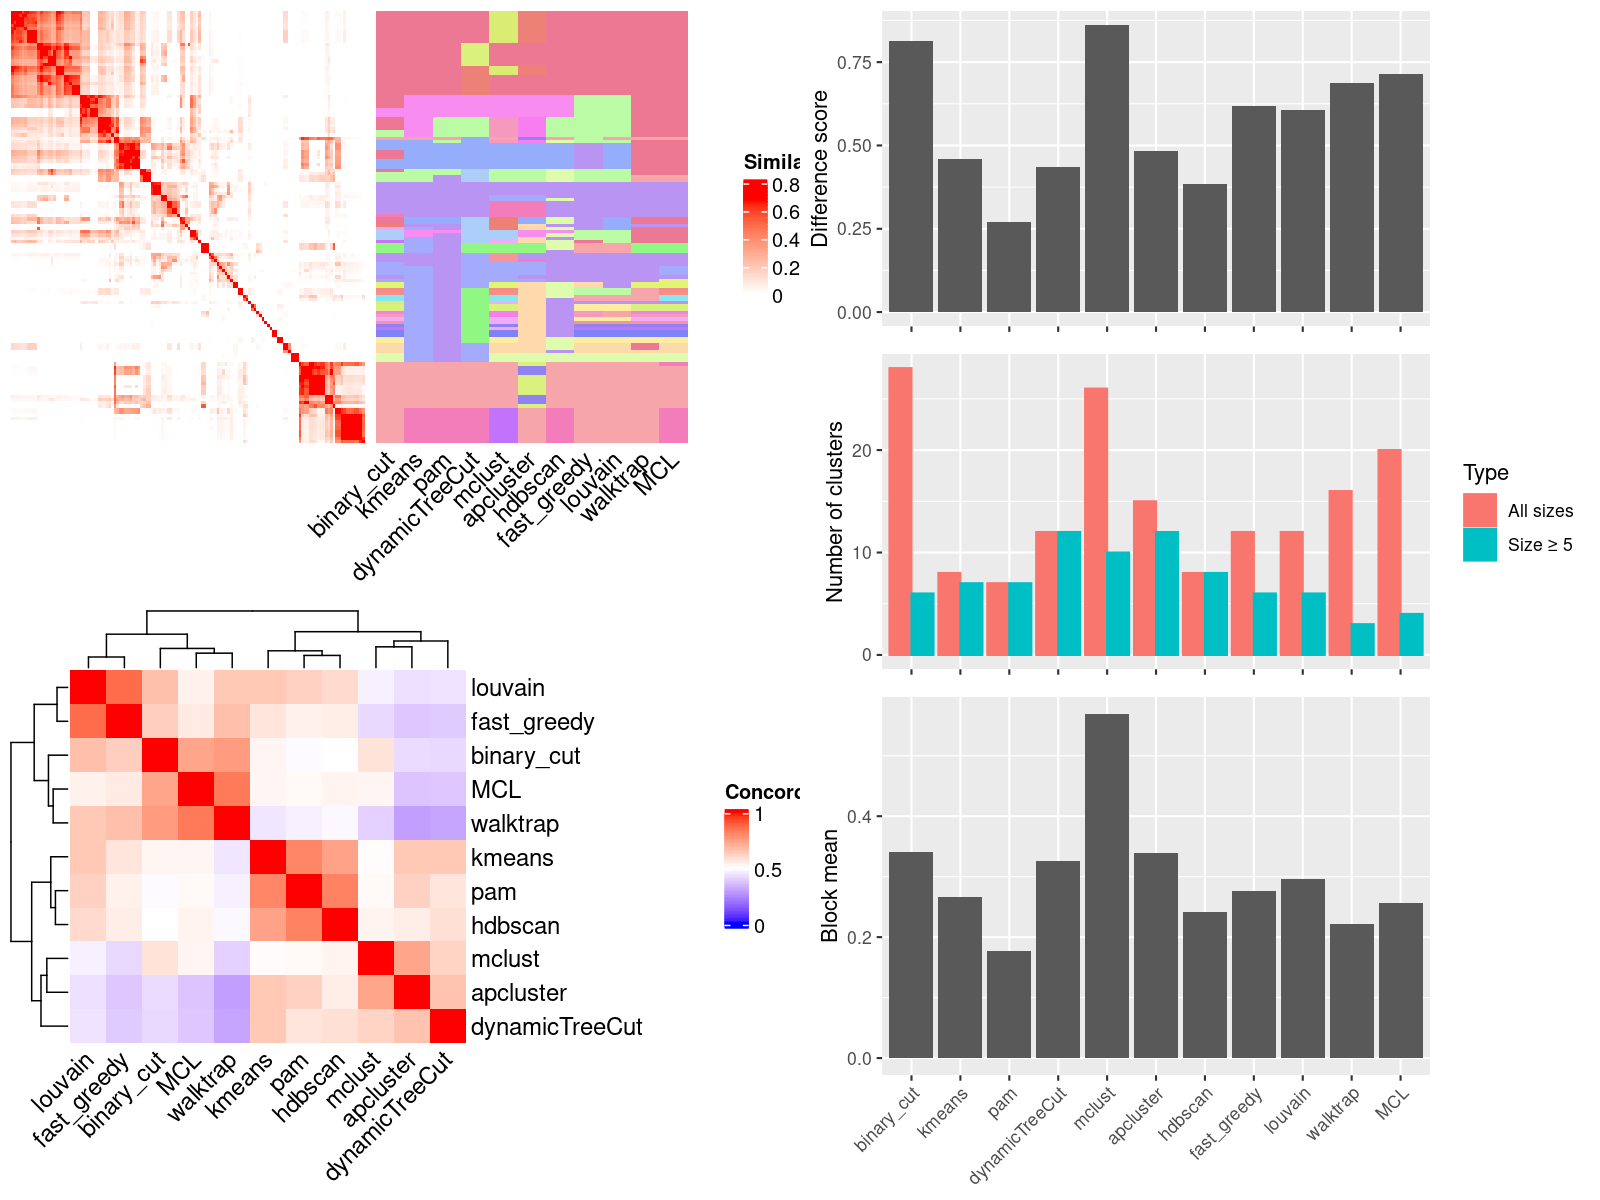 Simila
0.8
0.6
0.4
0.2
0
binary_cut
kmeans
pam
dynamicTreeCut
mclust
apcluster
hdbscan
fast_greedy
louvain
walktrap
MCL
louvain
fast_greedy
binary_cut
MCL
walktrap
kmeans
pam
hdbscan
mclust
apcluster
dynamicTreeCut
louvain
fast_greedy
binary_cut
MCL
walktrap
kmeans
pam
hdbscan
mclust
apcluster
dynamicTreeCut
Concord
1
0.5
0
Difference score
0.75
0.50
0.25
0.00
Number of clusters
20
10
0
Type
All sizes
Size ≥ 5
Block mean
0.4
0.2
0.0
binary_cut
kmeans
pam
dynamicTreeCut
mclust
apcluster
hdbscan
fast_greedy
louvain
walktrap
MCL